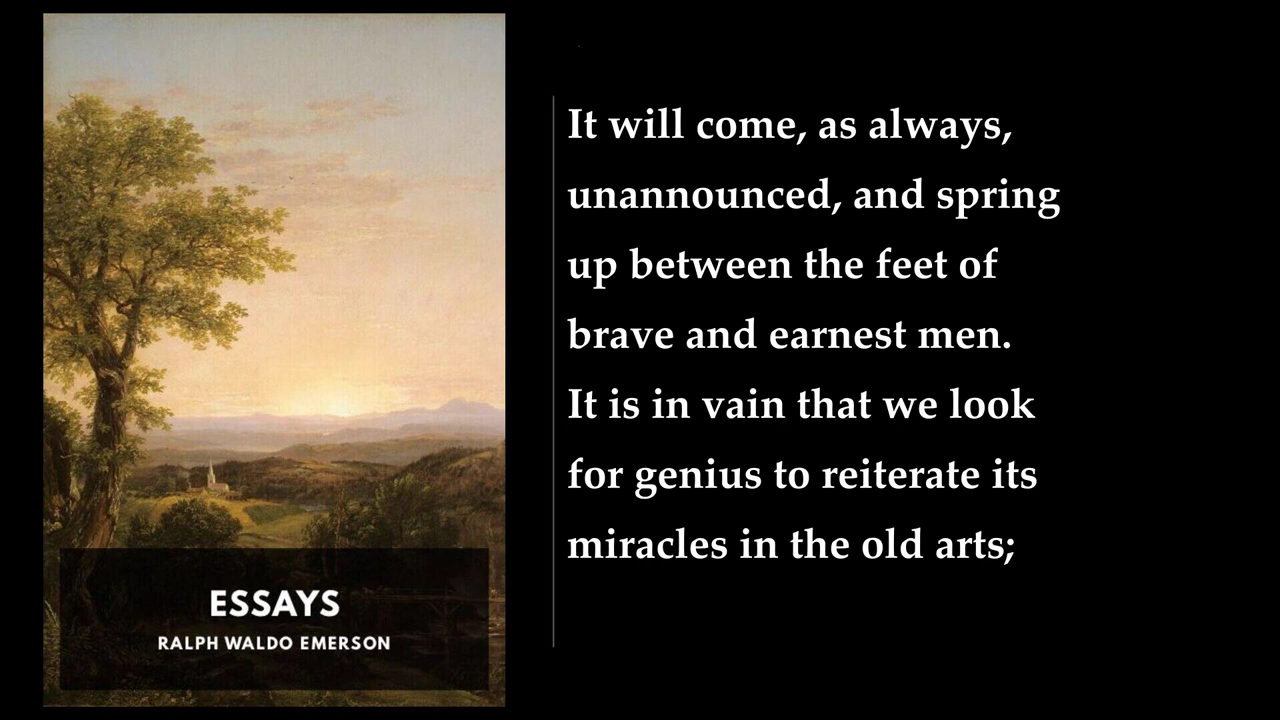 ESSAYS
RALPH WALDO EMERSON
It will come, as always,
unannounced, and spring
up between the feet of
brave and earnest men.
It is in vain that we look
for genius to reiterate its
miracles in the old arts;